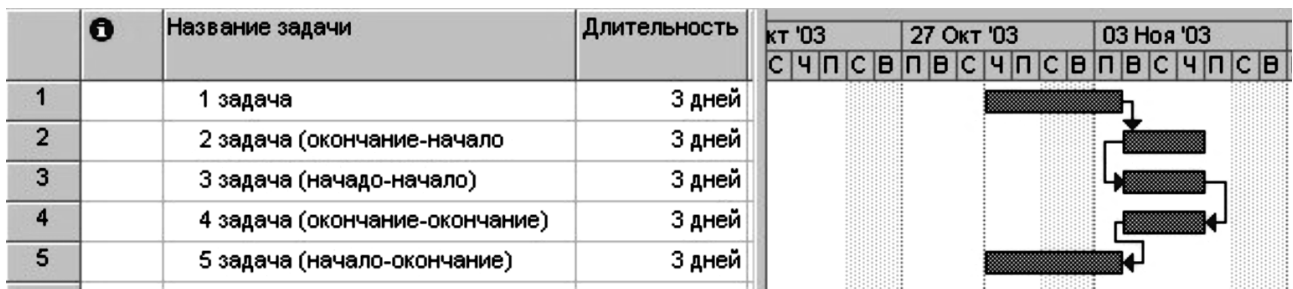 Название задачи Длительность кт '03 27 Окт '03 03 Ноя '03
С Ч П С В П В С Ч П С В П В С Ч П С В
1 1 задача 3 дней
2 2 задача (окончание-начало 3 дней
3 3 задача (начадо-начало) 3 дней
4 4 задача (окончание-окончание) 3 дней
5 5 задача (начало-окончание) 3 дней